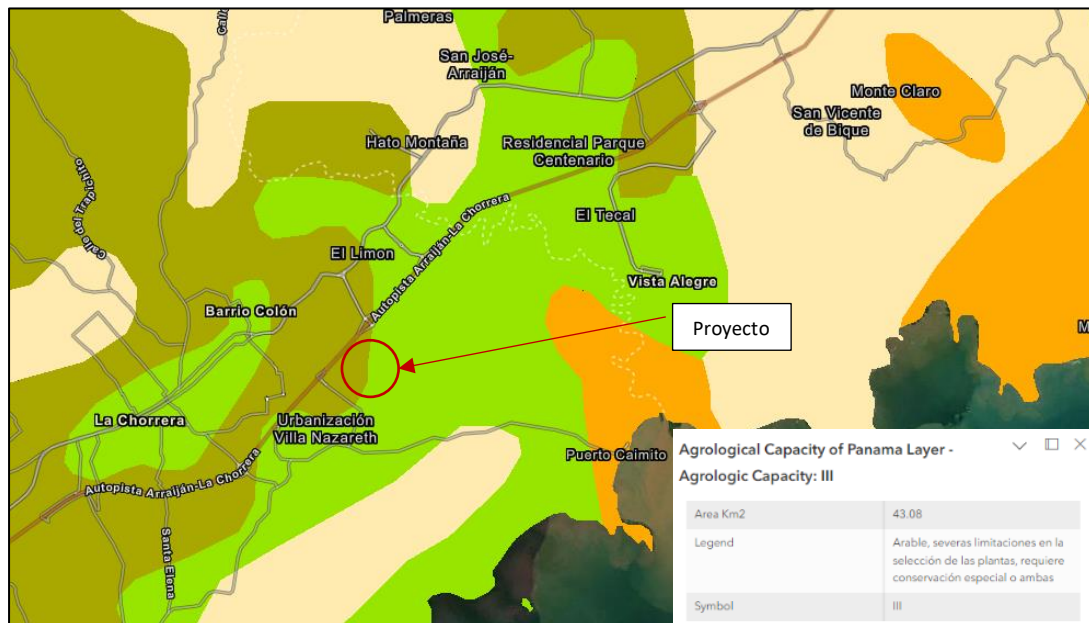 Palmeras
Calle
San José-
Arraiján
Monte Claro
San Vicente
de Bique
Hato Montaña
Residencial Parque
Centenario
Calle del Trapichito
El Tecal
Autopista Arraiján-La Chorrera
El Limon
Vista Alegre
Barrio Colón
Proyecto
M
La Chorrera
Urbanización
Villa Nazareth
Puerto Caimito
Autopista Arraiján-La Chorrera
Santa Elena
Agrological Capacity of Panama Layer -
Agrologic Capacity: III
Area Km2 43.08
Legend Arable, severas limitaciones en la
selección de las plantas, requiere
conservación especial o ambas
Symbol III